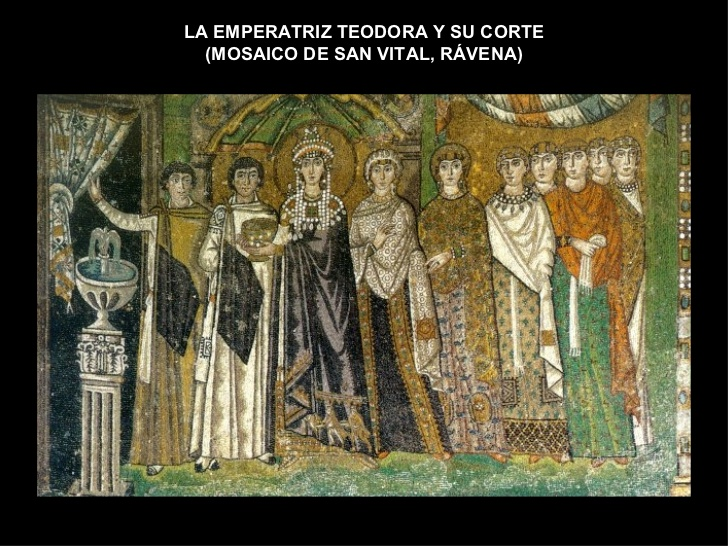 LA EMPERATRIZ TEODORA Y SU CORTE
(MOSAICO DE SAN VITAL, RÁVENA)